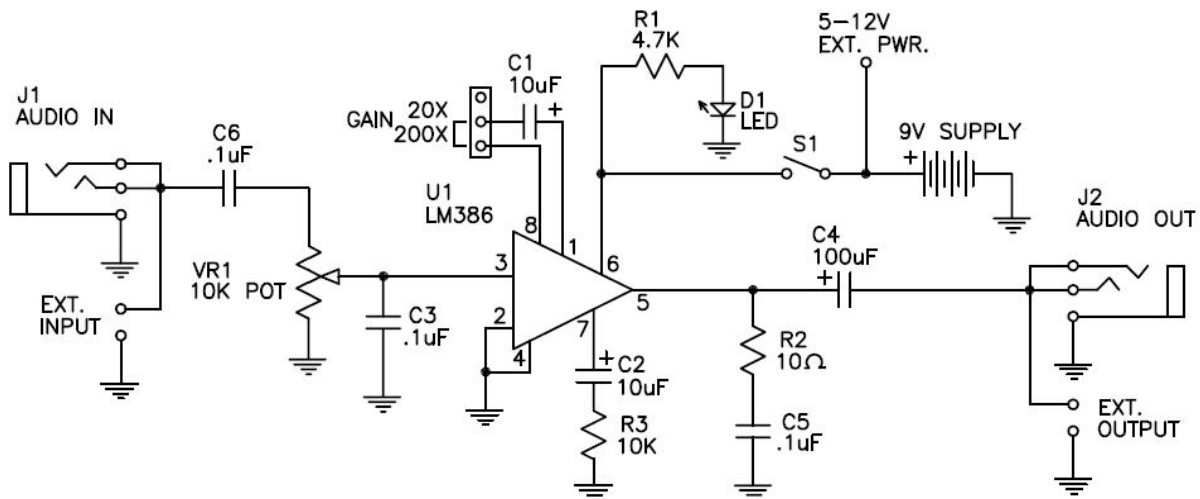 J1
AUDIO IN
C6
.1uF
EXT.
INPUT
VR1
10K POT
GAIN
20X
200X
C1
10uF
+
U1
LM386
8
1
3
2
4
6
5
7
C3
.1uF
+
C2
10uF
R3
10K
R1
4.7K
D1
LED
5-12V
EXT. PWR.
S1
9V SUPPLY
+
C4
100uF
+
R2
10Ω
C5
.1uF
J2
AUDIO OUT
EXT.
OUTPUT